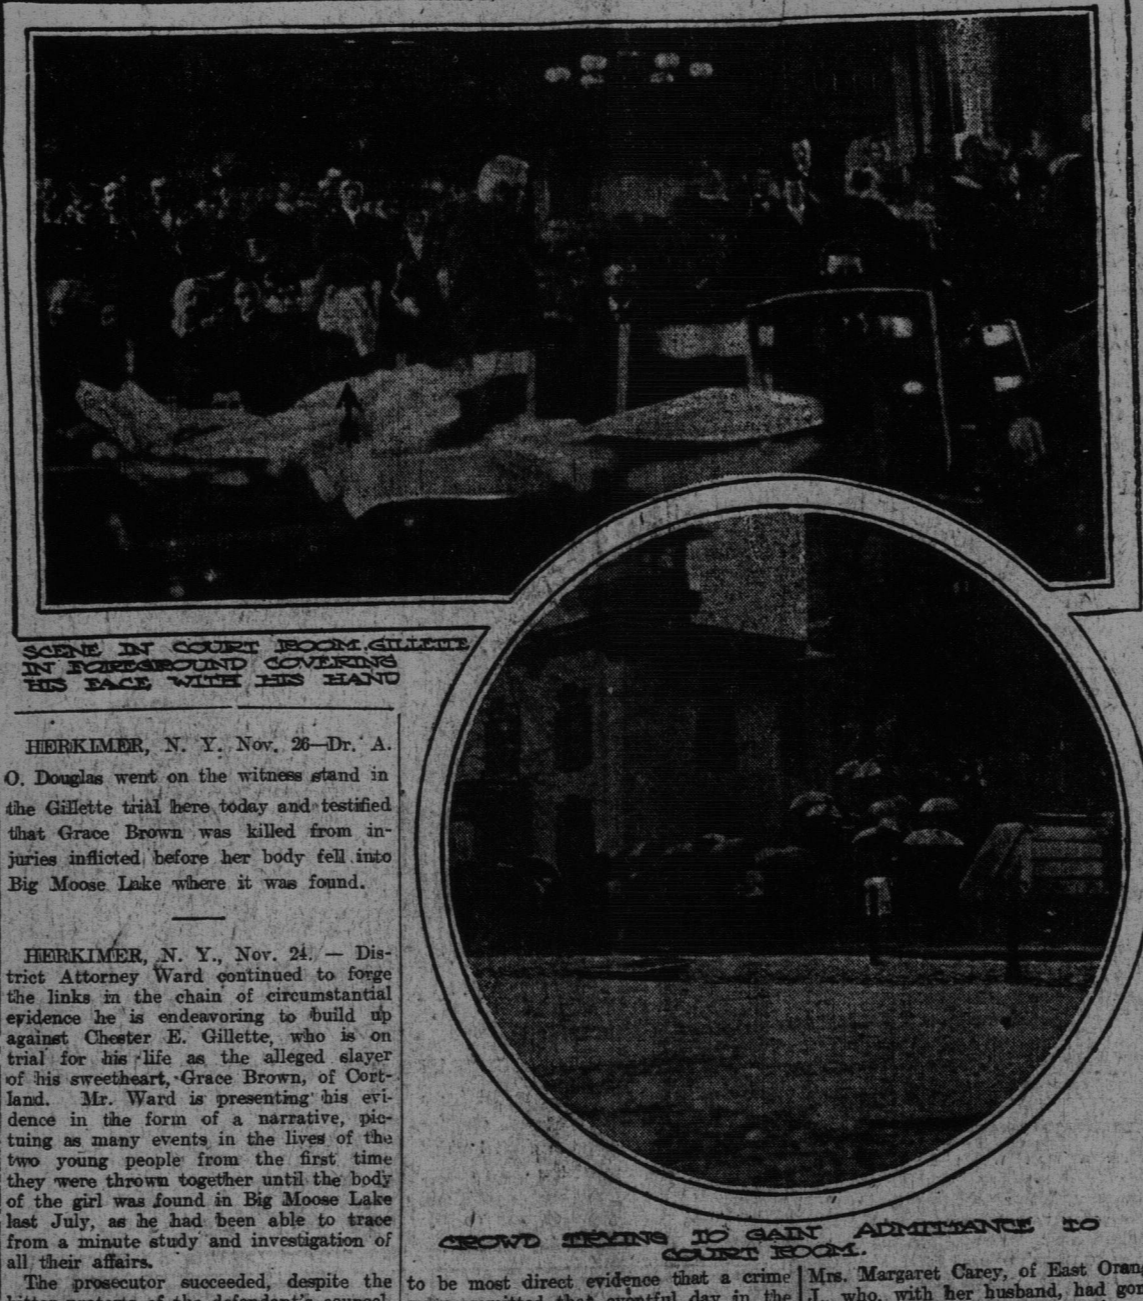 SCENE IN COURT ROOM. GILLETTE
IN FOREGROUND COVERING
HIS FACE WITH HIS HAND
HERKIMER, N. Y. Nov. 26—Dr. A.
O. Douglas went on the witness stand in
the Gillette trial here today and testified
that Grace Brown was killed from in-
juries inflicted before her body fell into
Big Moose Lake where it was found.
HERKIMER, N. Y., Nov. 24. — Dis-
trict Attorney Ward continued to forge
the links in the chain of circumstantial
evidence he is endeavoring to build up
against Chester E. Gillette, who is on
trial for his life as the alleged slayer
of his sweetheart, Grace Brown, of Cort-
land. Mr. Ward is presenting his evi-
dence in the form of a narrative, pic-
tuing as many events in the lives of the
two young people from the first time
they were thrown together until the body
of the girl was found in Big Moose Lake
last July, as he had been able to trace
from a minute study and investigation of
all their affairs.
The prosecutor succeeded, despite the
CROWD TRYING TO GAIN ADMITTANCE TO
COURT ROOM.
to be most direct evidence that a crime
that eventful day in the
Mrs. Margaret Carey, of East Oran
J., who, with her husband, had gon